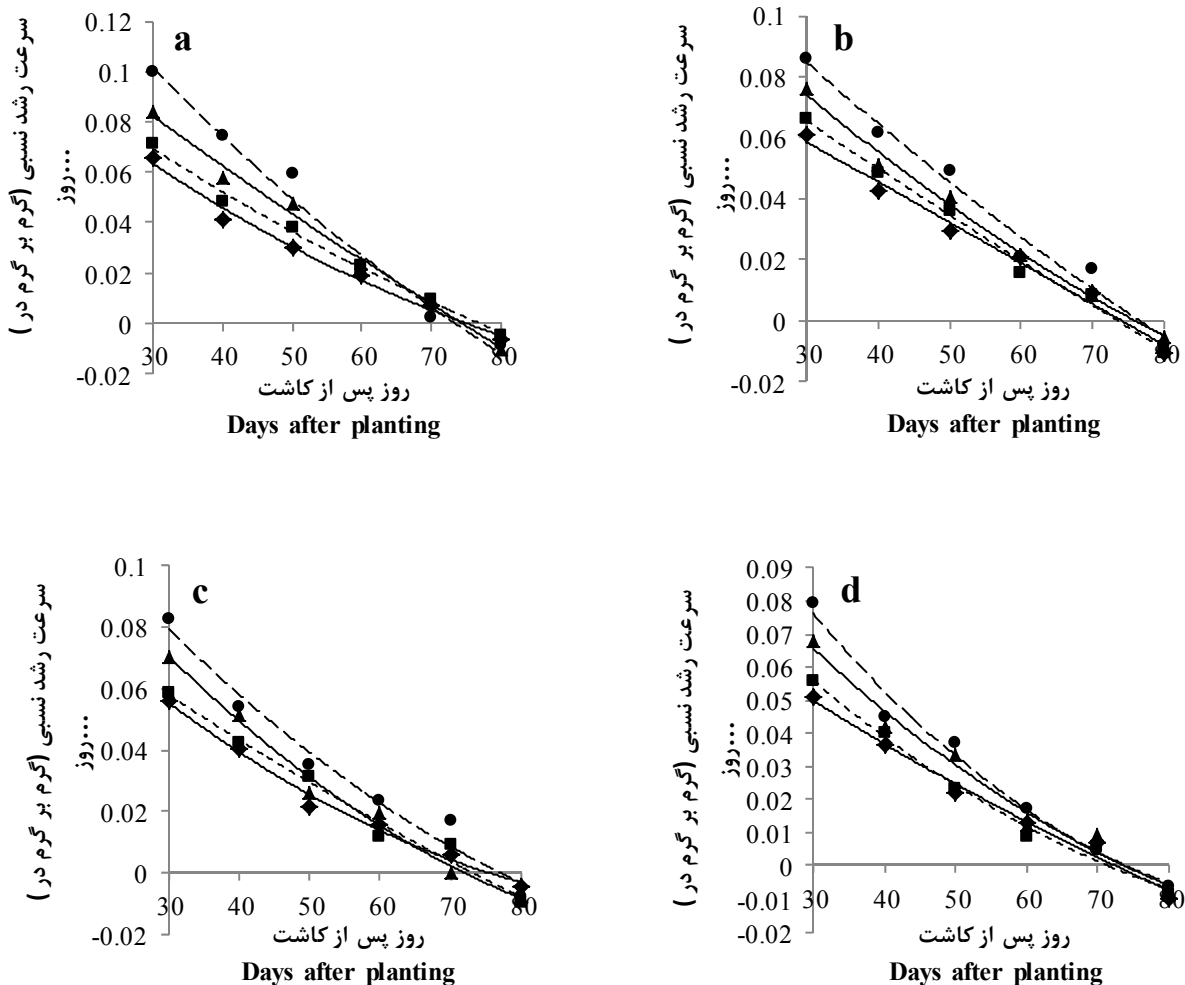 سرعت رشد نسبی (گرم بر گرم در
روز...)
0.12
0.1
0.08
0.06
0.04
0.02
0
-0.02
a
30 40 50 60 70 80
روز پس از کاشت
Days after planting
سرعت رشد نسبی (گرم بر گرم در
روز...)
0.1
0.08
0.06
0.04
0.02
0
-0.02
b
30 40 50 60 70 80
روز پس از کاشت
Days after planting
سرعت رشد نسبی (گرم بر گرم در
روز...)
0.1
0.08
0.06
0.04
0.02
0
-0.02
c
30 40 50 60 70 80
روز پس از کاشت
Days after planting
سرعت رشد نسبی (گرم بر گرم در
روز...)
0.09
0.08
0.07
0.06
0.05
0.04
0.03
0.02
0.01
0
-0.01
-0.02
d
30 40 50 60 70 80
روز پس از کاشت
Days after planting